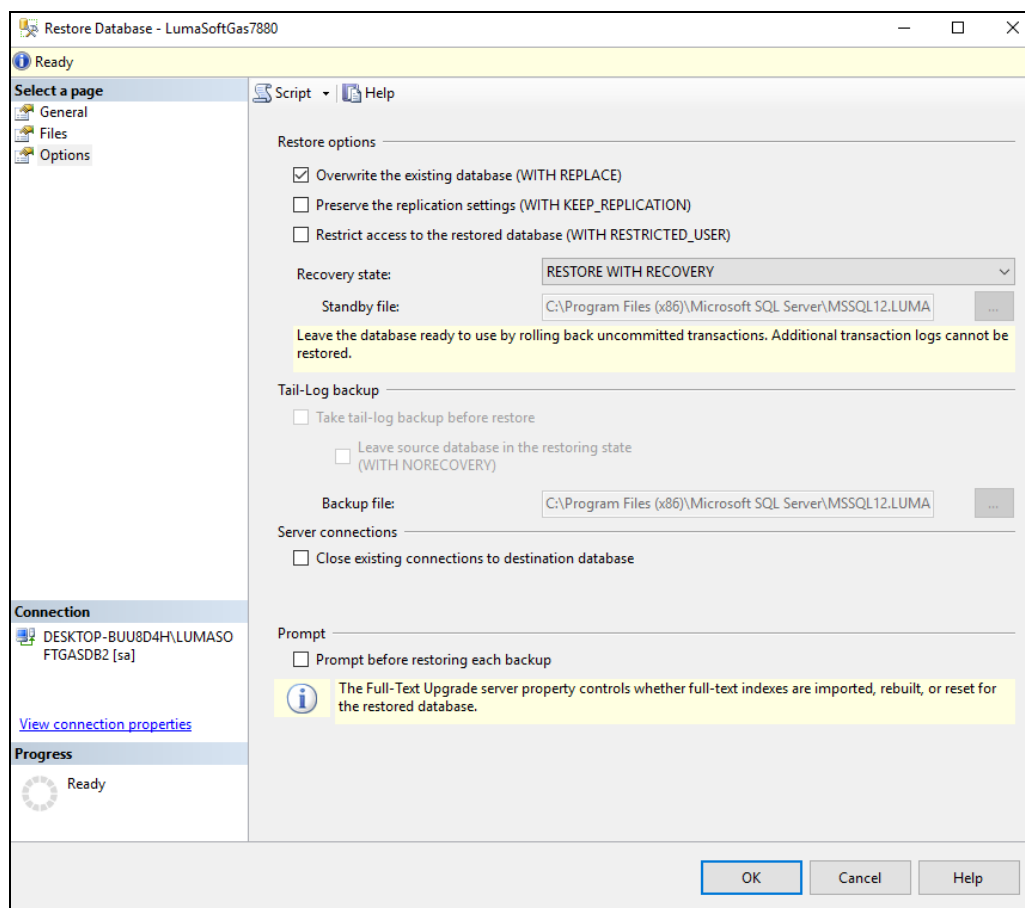 Restore Database - LumaSoftGas7880
Ready
Select a page
General
Files
Options
Script
Help
Restore options
Overwrite the existing database (WITH REPLACE)
Preserve the replication settings (WITH KEEP_REPLICATION)
Restrict access to the restored database (WITH RESTRICTED_USER)
Recovery state:
RESTORE WITH RECOVERY
Standby file:
C:\Program Files (x86)\Microsoft SQL Server\MSSQL12.LUMA
...
Leave the database ready to use by rolling back uncommitted transactions. Additional transaction logs cannot be
restored.
Tail-Log backup
Take tail-log backup before restore
Leave source database in the restoring state
(WITH NORECOVERY)
Backup file:
C:\Program Files (x86)\Microsoft SQL Server\MSSQL12.LUMA
...
Server connections
Close existing connections to destination database
Connection
DESKTOP-BUU8D4H\LUMASO
FTGASDB2 [sa]
View connection properties
Progress
Ready
Prompt
Prompt before restoring each backup
The Full-Text Upgrade server property controls whether full-text indexes are imported, rebuilt, or reset for
the restored database.
OK
Cancel
Help